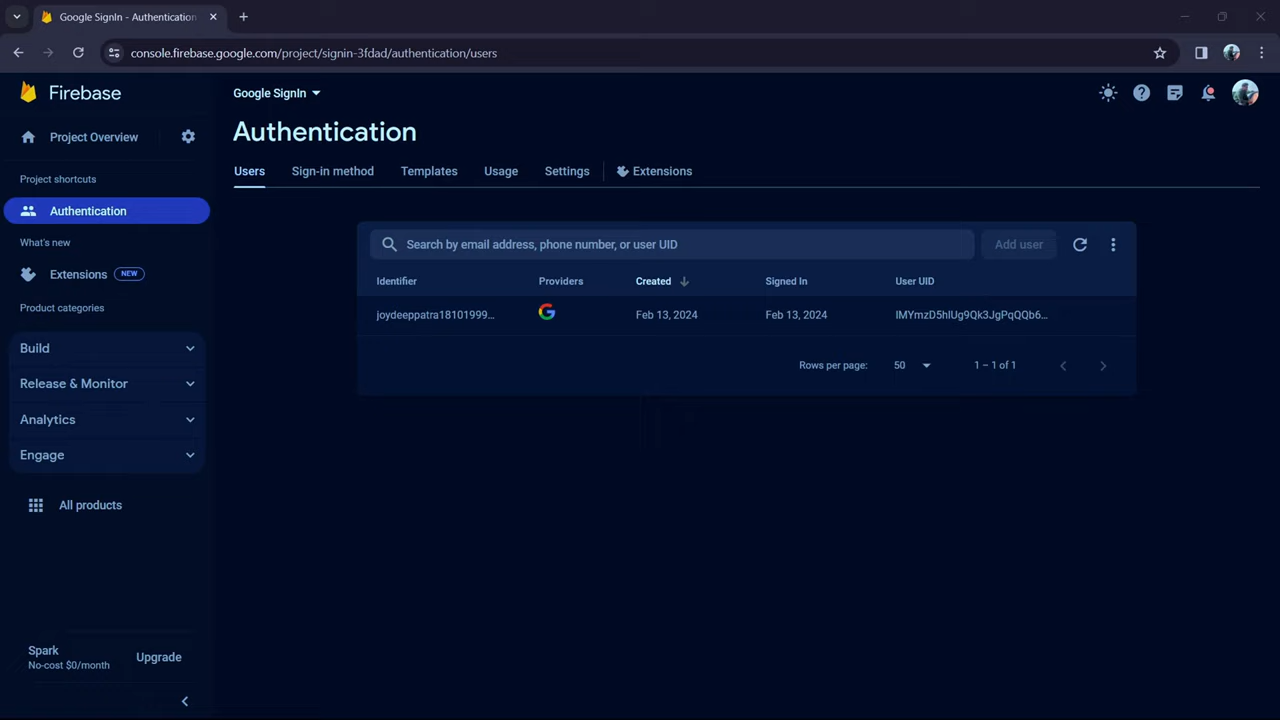 Google SignIn - Authentication
console.firebase.google.com/project/signin-3fdad/authentication/users
Firebase
Google SignIn
Project Overview
Authentication
Users
Sign-in method
Templates
Usage
Settings
Extensions
Project shortcuts
Authentication
What's new
Extensions NEW
Product categories
Build
Release & Monitor
Analytics
Engage
All products
Spark
No-cost $0/month
Upgrade
Search by email address, phone number, or user UID
Add user
Identifier Providers Created Signed In User UID
joydeeppatra18101999… Feb 13, 2024 Feb 13, 2024 IMYmzD5hlUg9Qk3JgPqQQb6…
Rows per page: 50 1 – 1 of 1